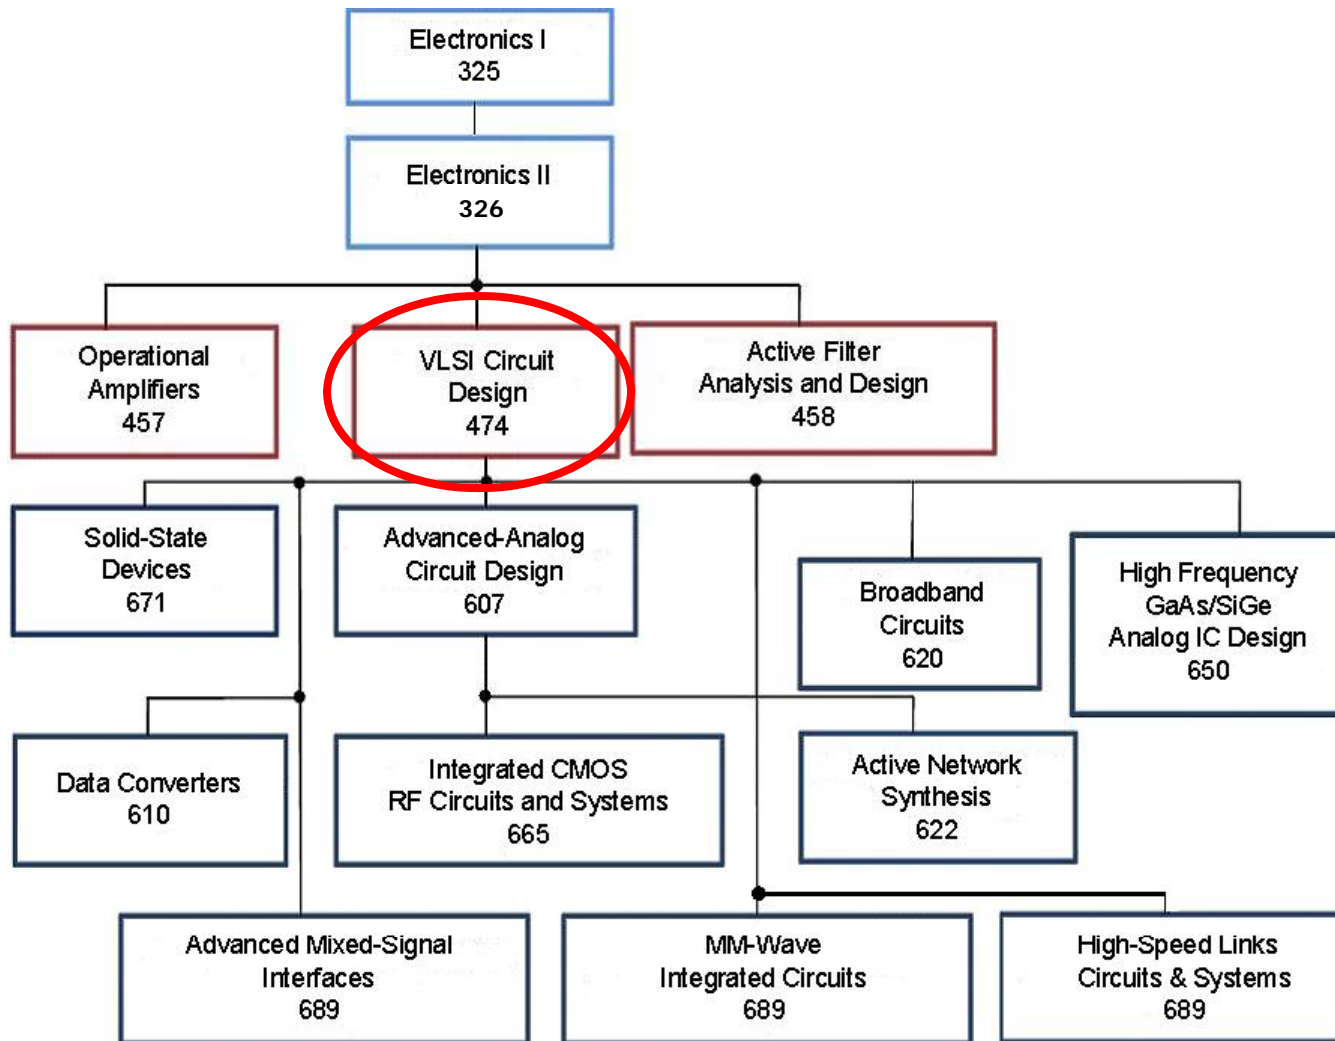 Electronics I
325
Electronics II
326
Operational
Amplifiers
457
VLSI Circuit
Design
474
Active Filter
Analysis and Design
458
Solid-State
Devices
671
Advanced-Analog
Circuit Design
607
Broadband
Circuits
620
High Frequency
GaAs/SiGe
Analog IC Design
650
Data Converters
610
Integrated CMOS
RF Circuits and Systems
665
Active Network
Synthesis
622
Advanced Mixed-Signal
Interfaces
689
MM-Wave
Integrated Circuits
689
High-Speed Links
Circuits & Systems
689